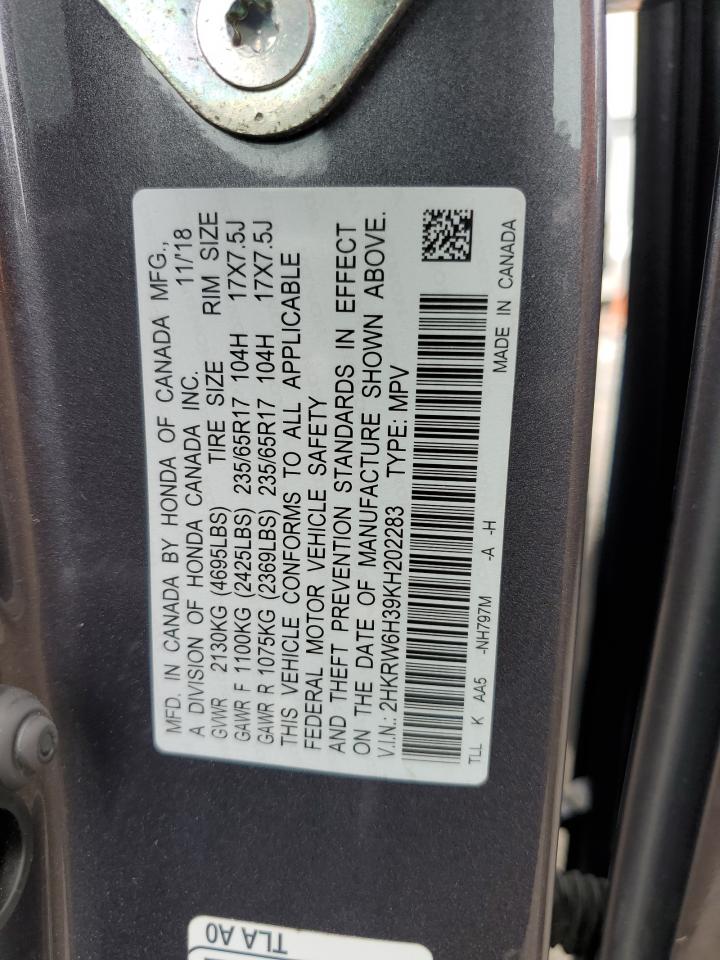 MFD. IN CANADA BY HONDA OF CANADA MFG.,
A DIVISION OF HONDA CANADA INC. 11/'18
GVWR 2130KG (4695LBS) TIRE SIZE RIM SIZE
GAWR F 1100KG (2425LBS) 235/65R17 104H 17X7.5J
GAWR R 1075KG (2369LBS) 235/65R17 104H 17X7.5J
THIS VEHICLE CONFORMS TO ALL APPLICABLE
FEDERAL MOTOR VEHICLE SAFETY
AND THEFT PREVENTION STANDARDS IN EFFECT
ON THE DATE OF MANUFACTURE SHOWN ABOVE.
V.I.N.: 2HKRW6H39KH202283 TYPE: MPV
TLL K AA5 -NH797M -A -H
MADE IN CANADA
TLA A0